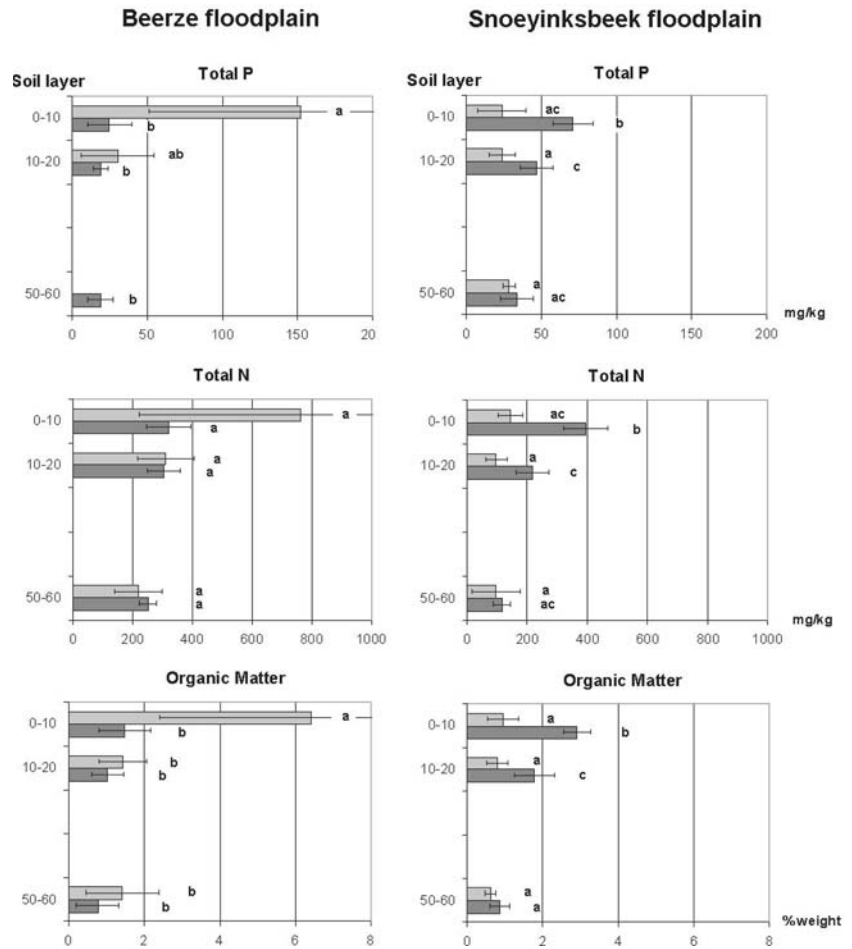 Beerze floodplain
Snoeyinksbeek floodplain
Soil layer
Total P
0-10
a
b
10-20
ab
b
50-60
b
0 50 100 150 20
Soil layer
Total P
0-10
ac
b
10-20
a
c
50-60
a
ac
0 50 100 150 200
mg/kg
Total N
0-10
a
a
10-20
a
a
50-60
a
a
0 200 400 600 800 1000
Total N
0-10
ac
b
10-20
a
c
50-60
a
ac
0 200 400 600 800 1000
mg/kg
Organic Matter
0-10
a
b
10-20
b
b
50-60
b
b
0 2 4 6 8
Organic Matter
0-10
a
b
10-20
a
c
50-60
a
a
0 2 4 6 8
%weight